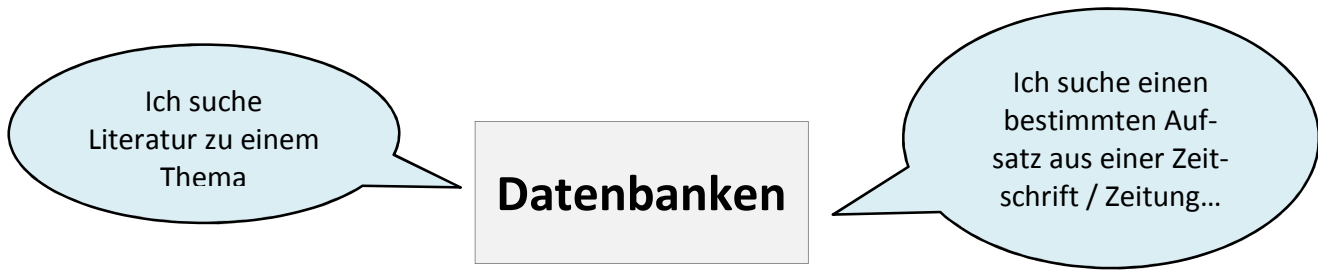 Ich suche
Literatur zu einem
Thema
Datenbanken
Ich suche einen
bestimmten Auf-
satz aus einer Zeit-
schrift / Zeitung…